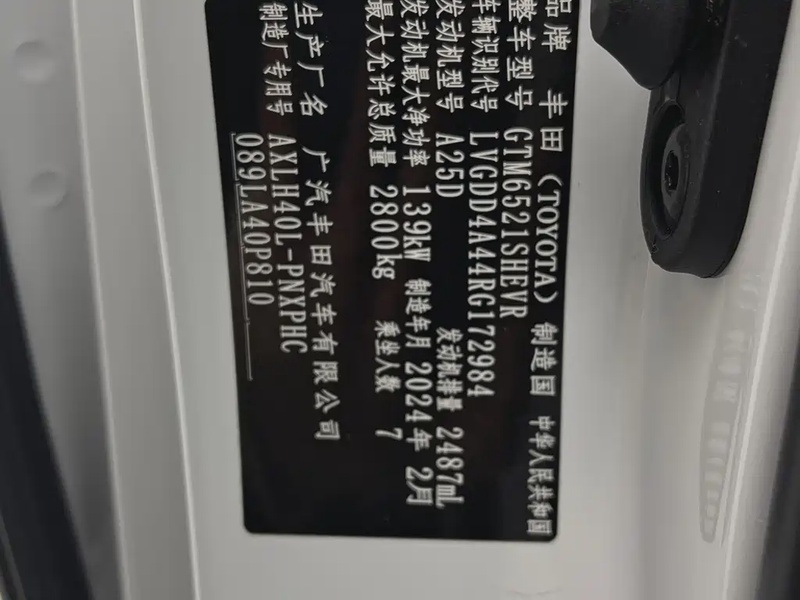 品牌 丰田(TOYOTA) 制造国 中华人民共和国
整车型号 GTM6521SHEVR
车辆识别代号 LVGDD4A44RG172984
发动机型号 A25D 发动机排量 2487mL
发动机最大净功率 139kW 制造年月 2024年 2月
最大允许总质量 2800kg 乘坐人数 7
生产厂名 广汽丰田汽车有限公司
制造厂专用号 AXLH40L-PNXPHC
089LA40P810